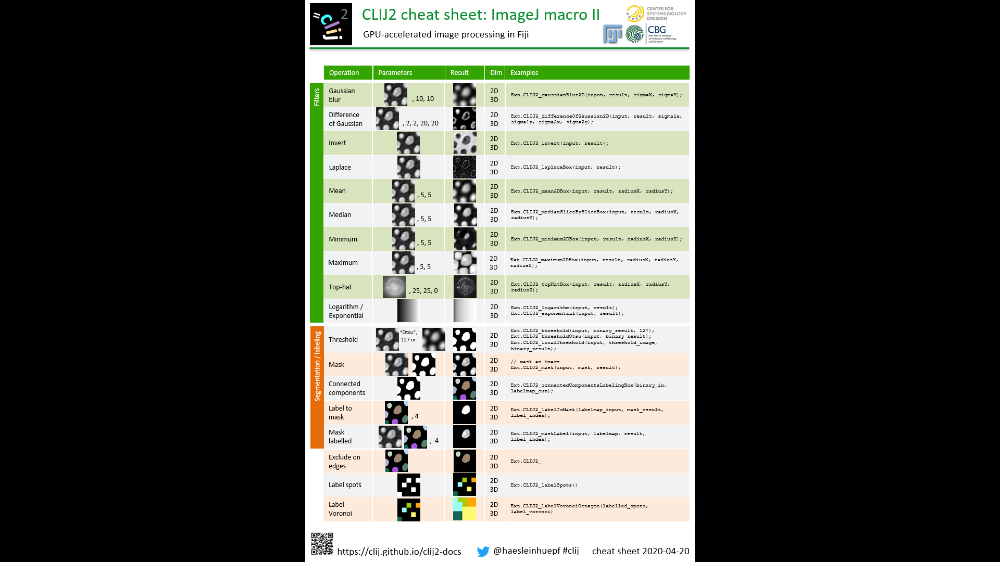 2
CLIJ2 cheat sheet: ImageJ macro II
GPU-accelerated image processing in Fiji
CENTER FOR
SYSTEMS BIOLOGY
DRESDEN
CBG
Max Planck Institute
of Molecular Cell Biology
and Genetics
Operation Parameters Result Dim Examples
Filters
Gaussian
blur
, 10, 10
2D
3D
Ext.CLIJ2_gaussianBlur2D(input, result, sigmaX, sigmaY);
Difference
of Gaussian
, 2, 2, 20, 20
2D
3D
Ext.CLIJ2_differenceOfGaussian2D(input, result, sigma1x,
sigma1y, sigma2x, sigma2y);
Invert
2D
3D
Ext.CLIJ2_invert(input, result);
Laplace
2D
3D
Ext.CLIJ2_laplaceBox(input, result);
Mean
, 5, 5
2D
3D
Ext.CLIJ2_mean2DBox(input, result, radiusX, radiusY);
Median
, 5, 5
2D
3D
Ext.CLIJ2_medianSliceBySliceBox(input, result, radiusX,
radiusY);
Minimum
, 5, 5
2D
3D
Ext.CLIJ2_minimum2DBox(input, result, radiusX, radiusY);
Maximum
, 5, 5
2D
3D
Ext.CLIJ2_maximum3DBox(input, result, radiusX, radiusY,
radiusZ);
Top-hat
, 25, 25, 0
2D
3D
Ext.CLIJ2_topHatBox(input, result, radiusX, radiusY,
radiusZ);
Logarithm /
Exponential
2D
3D
Ext.CLIJ2_logarithm(input, result);
Ext.CLIJ2_exponential(input, result);
Segmentation / labeling
Threshold
"Otsu",
127 or
2D
3D
Ext.CLIJ2_threshold(input, binary_result, 127);
Ext.CLIJ2_thresholdOtsu(input, binary_result);
Ext.CLIJ2_localThreshold(input, threshold_image,
binary_result);
Mask
2D
3D
// mask an image
Ext.CLIJ2_mask(input, mask, result);
Connected
components
2D
3D
Ext.CLIJ2_connectedComponentsLabelingBox(binary_in,
labelmap_out);
Label to
mask
, 4
2D
3D
Ext.CLIJ2_labelToMask(labelmap_input, mask_result,
label_index);
Mask
labelled
, 4
2D
3D
Ext.CLIJ2_maskLabel(input, labelmap, result,
label_index);
Exclude on
edges
2D
3D
Ext.CLIJ2_
Label spots
2D
3D
Ext.CLIJ2_labelSpots()
Label
Voronoi
2D
3D
Ext.CLIJ2_labelVoronoiOctagon(labelled_spots,
label_voronoi)
https://clij.github.io/clij2-docs
@haesleinhuepf #clij
cheat sheet 2020-04-20